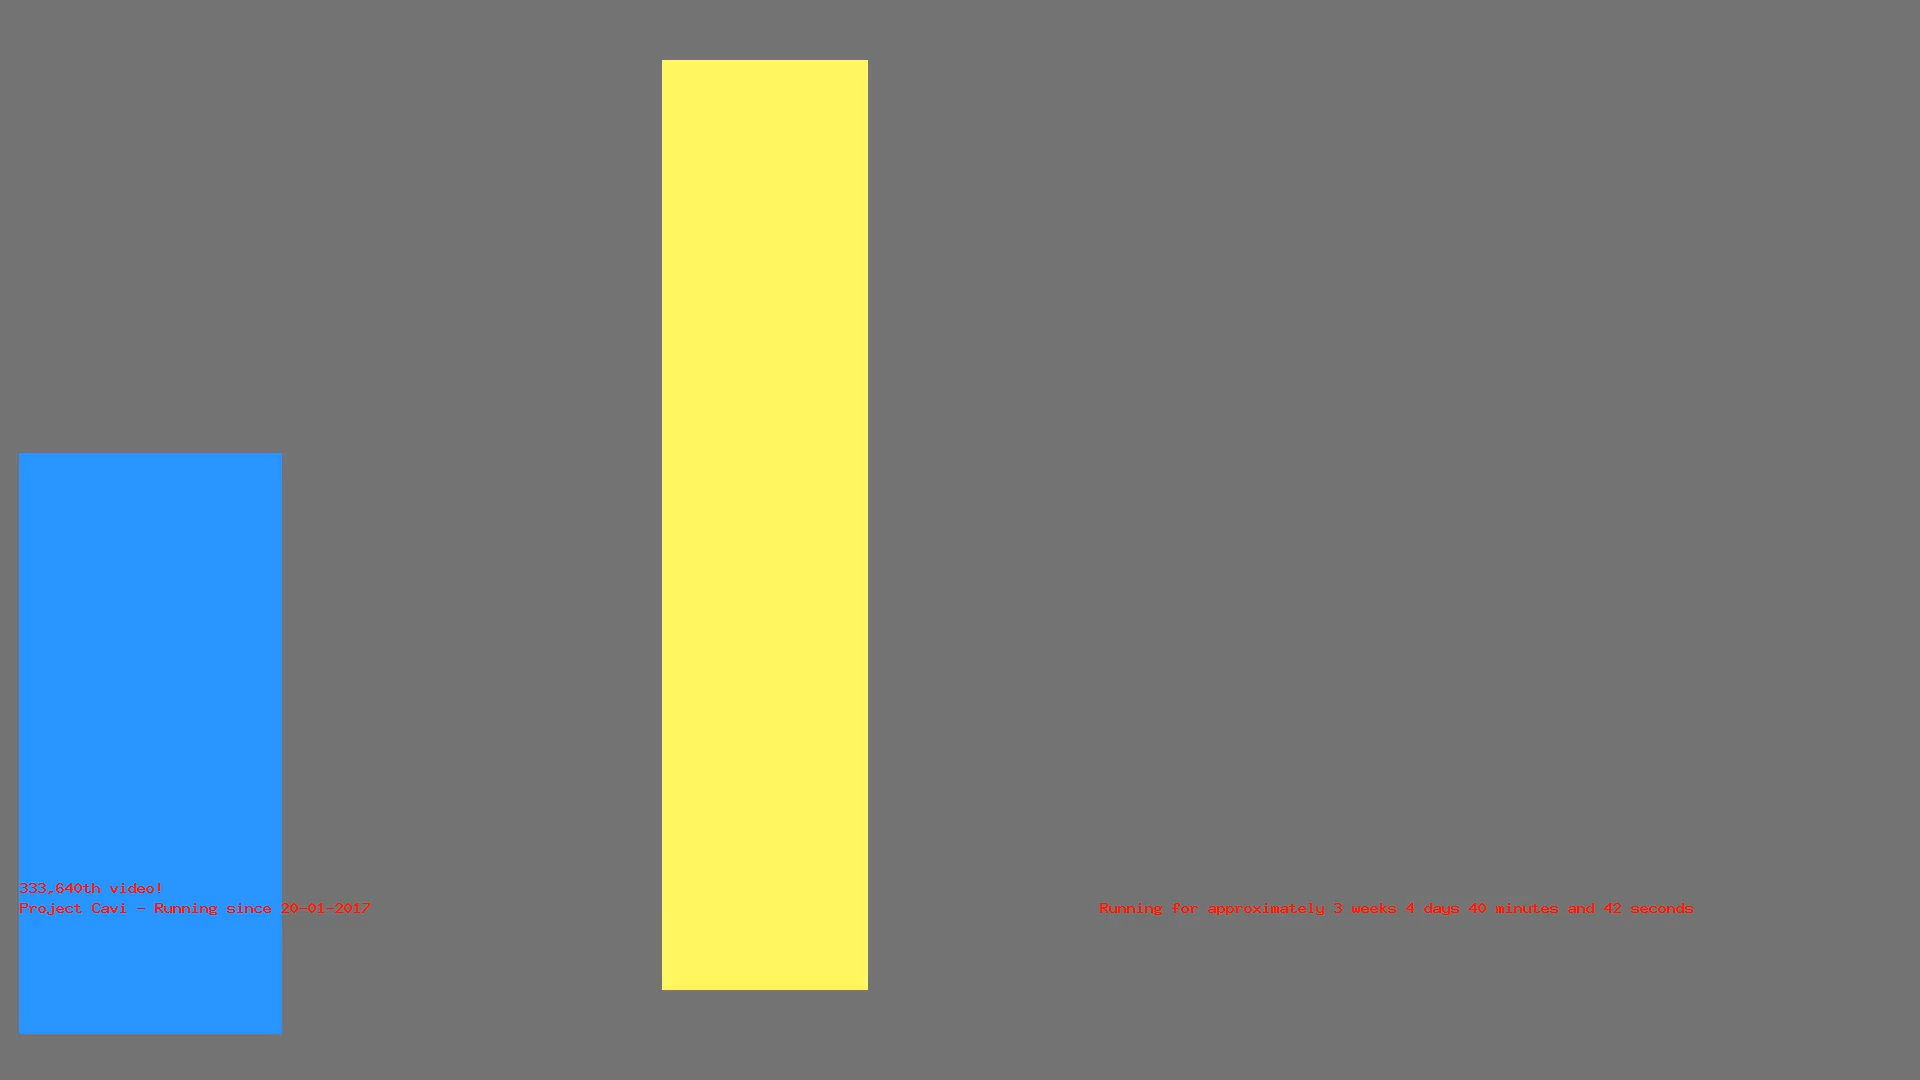 333,640th video!
Project Cavi - Running since 20-01-2017
Running for approximately 3 weeks 4 days 40 minutes and 42 seconds